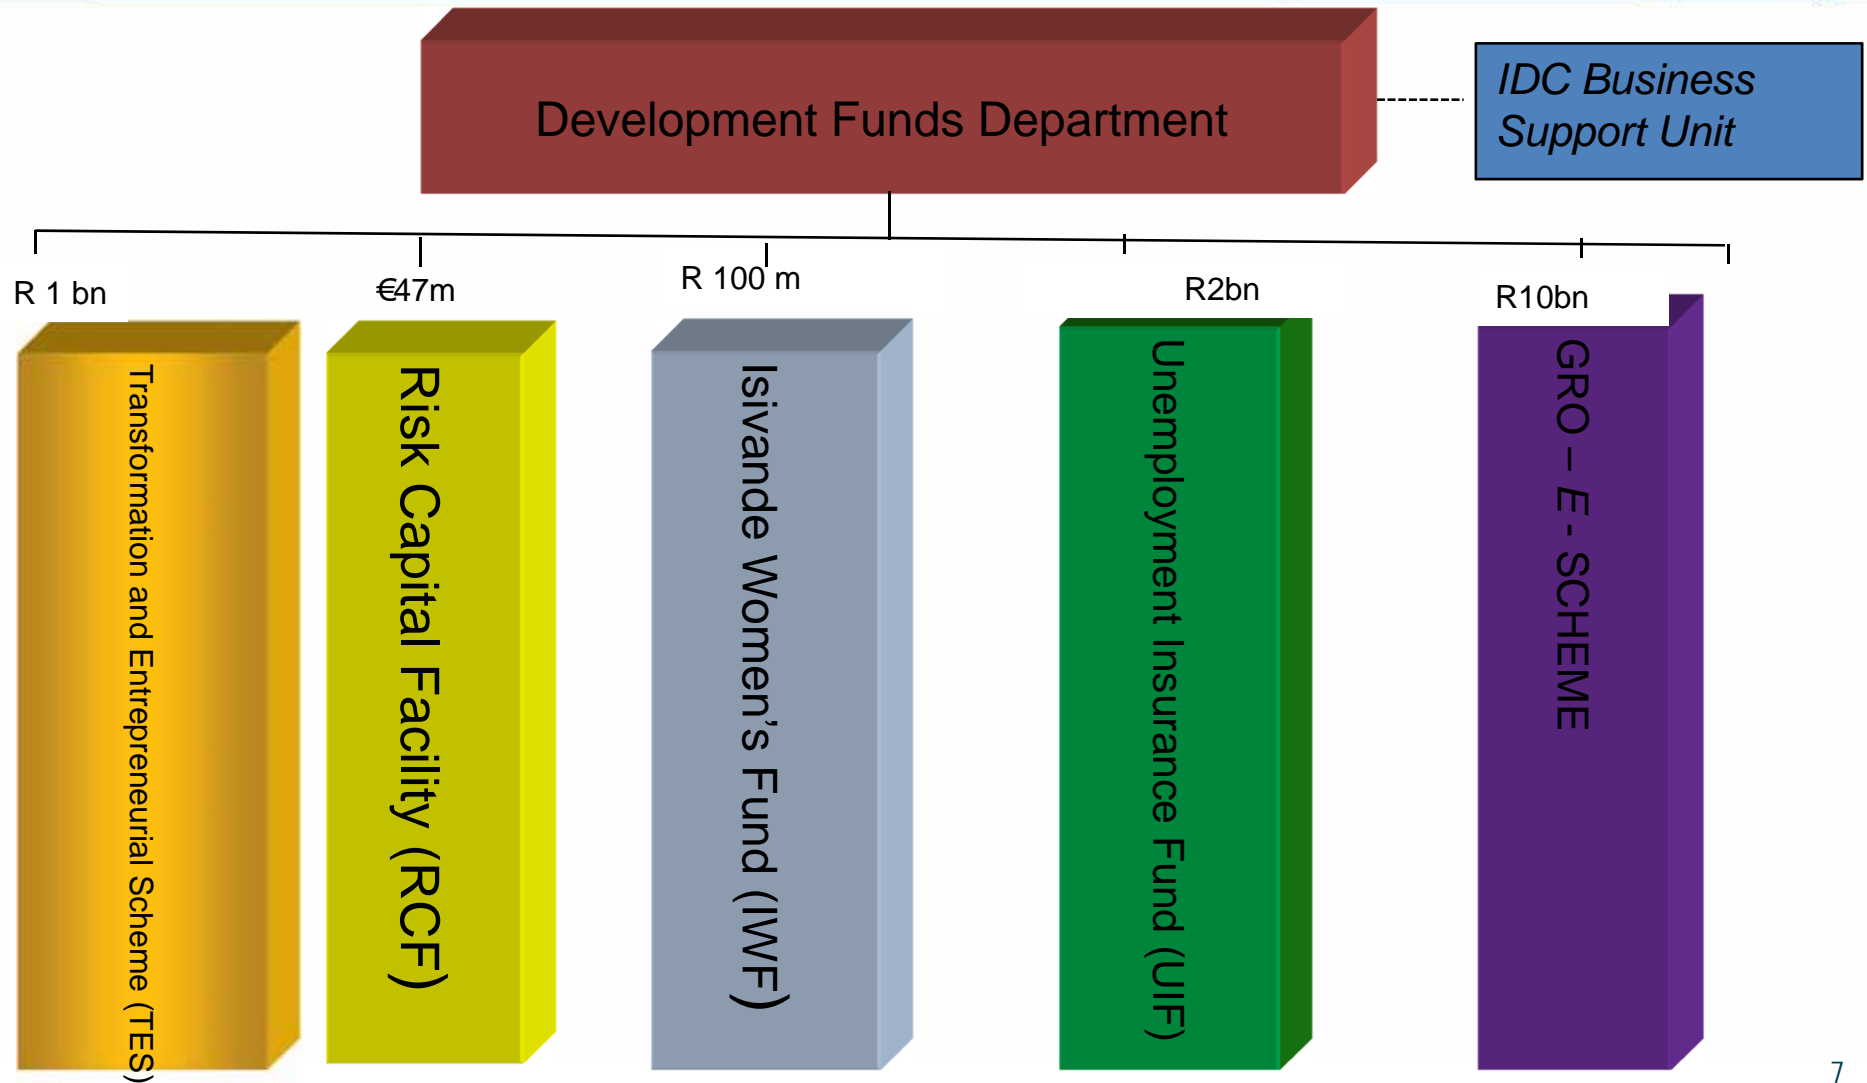 Development Funds Department
IDC Business
Support Unit
R 1 bn
€47m
R 100 m
R2bn
R10bn
Transformation and Entrepreneurial Scheme (TES)
Risk Capital Facility (RCF)
Isivande Women’s Fund (IWF)
Unemployment Insurance Fund (UIF)
GRO – E - SCHEME
7